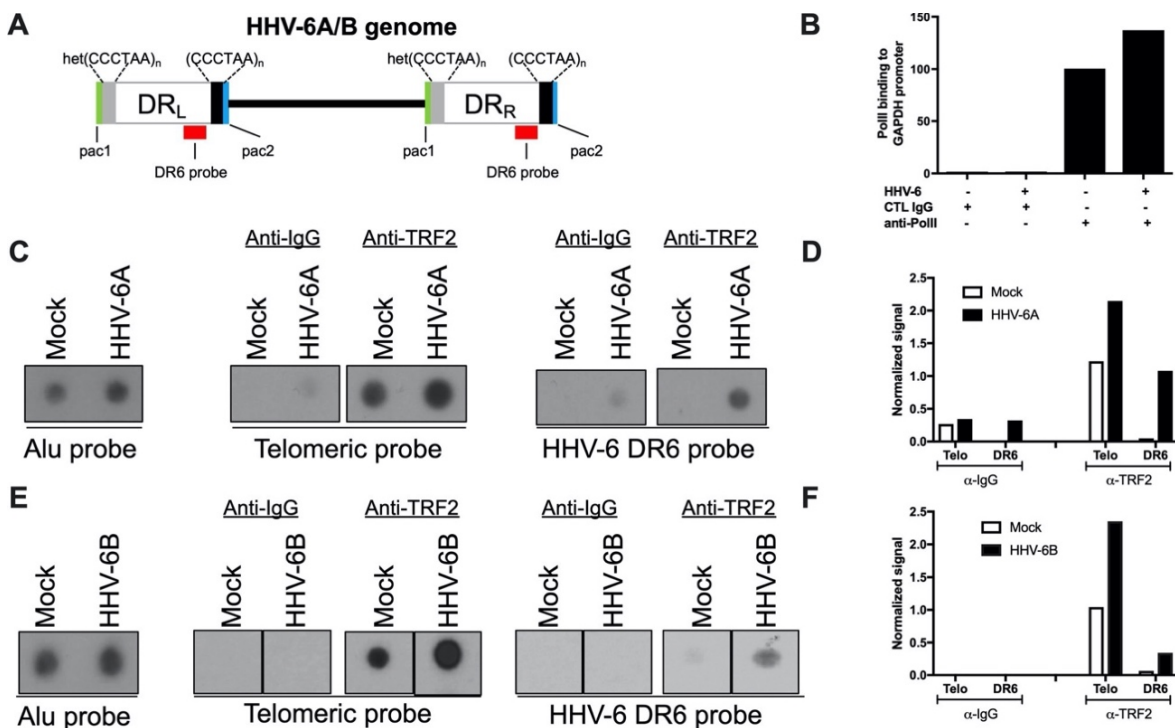 A
HHV-6A/B genome
het(CCCTAA)n (CCCTAA)n het(CCCTAA)n (CCCTAA)n
DRL DRR
pac1 pac2 pac1 pac2
DR6 probe DR6 probe
B
PolII binding to
GAPDH promoter
150
100
50
0
HHV-6 - + - +
CTL IgG + + - -
anti-PolII - - + +
C
Anti-IgG Anti-TRF2 Anti-IgG Anti-TRF2
Mock HHV-6A Mock HHV-6A Mock HHV-6A Mock HHV-6A Mock HHV-6A
Alu probe Telomeric probe HHV-6 DR6 probe
D
Normalized signal
2.5
2.0
1.5
1.0
0.5
0.0
Mock
HHV-6A
Telo DR6 Telo DR6
α-IgG α-TRF2
E
Anti-IgG Anti-TRF2 Anti-IgG Anti-TRF2
Mock HHV-6B Mock HHV-6B Mock HHV-6B Mock HHV-6B Mock HHV-6B
Alu probe Telomeric probe HHV-6 DR6 probe
F
Normalized signal
2.5
2.0
1.5
1.0
0.5
0.0
Mock
HHV-6B
Telo DR6 Telo DR6
α-IgG α-TRF2